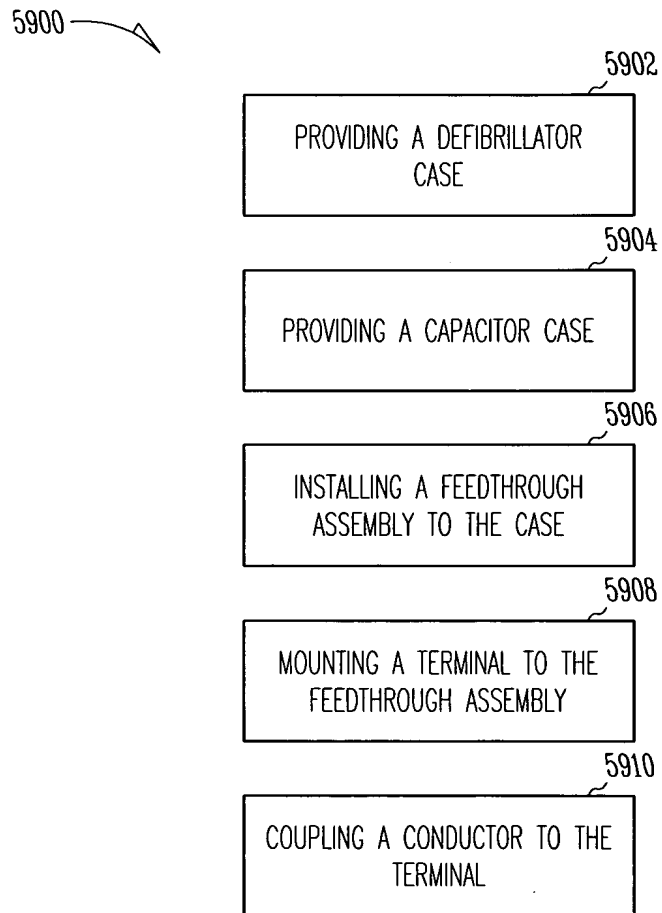 5900
5902
PROVIDING A DEFIBRILLATOR
CASE
5904
PROVIDING A CAPACITOR CASE
5906
INSTALLING A FEEDTHROUGH
ASSEMBLY TO THE CASE
5908
MOUNTING A TERMINAL TO THE
FEEDTHROUGH ASSEMBLY
5910
COUPLING A CONDUCTOR TO THE
TERMINAL